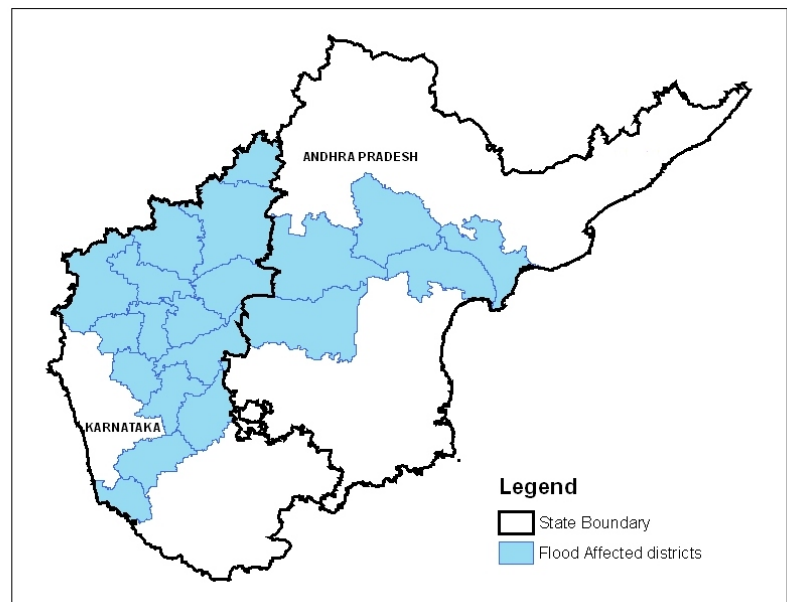 ANDHRA PRADESH
KARNATAKA
Legend
State Boundary
Flood Affected districts